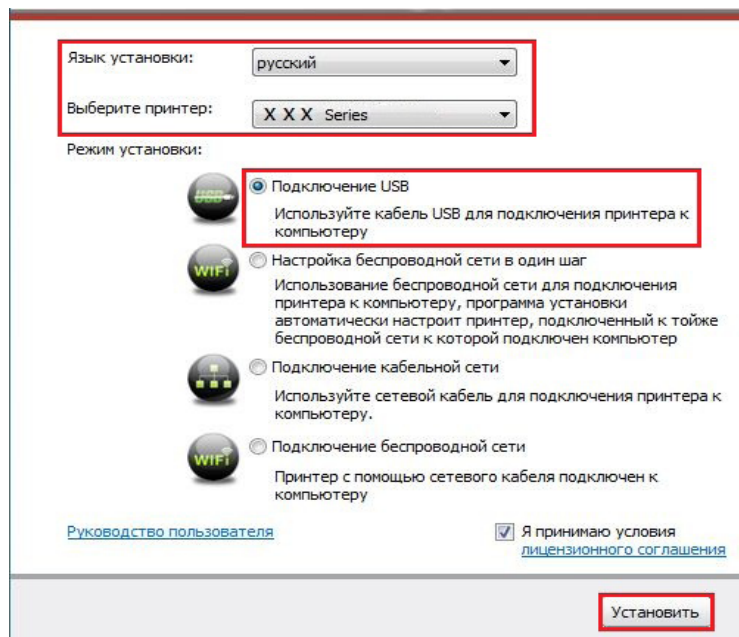 Язык установки: русский
Выберите принтер: X X X Series
Режим установки:
USB
Подключение USB
Используйте кабель USB для подключения принтера к
компьютеру
WiFi
Настройка беспроводной сети в один шаг
Использование беспроводной сети для подключения
принтера к компьютеру, программа установки
автоматически настроит принтер, подключенный к тойже
беспроводной сети к которой подключен компьютер
Подключение кабельной сети
Используйте сетевой кабель для подключения принтера к
компьютеру.
WiFi
Подключение беспроводной сети
Принтер с помощью сетевого кабеля подключен к
компьютеру
Руководство пользователя
Я принимаю условия
лицензионного соглашения
Установить